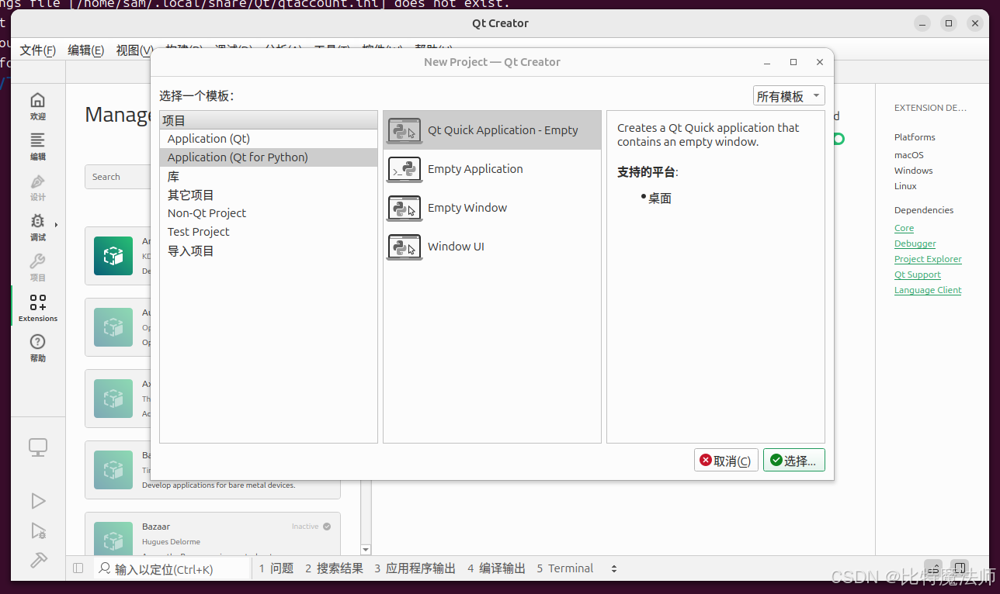 ngs file [/home/sam/.local/share/Qt/qtaccount.ini] does not exist.
Qt Creator
文件(F) 编辑(E) 视图(V)
New Project — Qt Creator
选择一个模板：
所有模板
项目
Application (Qt)
Application (Qt for Python)
库
其它项目
Non-Qt Project
Test Project
导入项目
Qt Quick Application - Empty
Empty Application
Empty Window
Window UI
Creates a Qt Quick application that
contains an empty window.
支持的平台:
桌面
取消(C)
选择...
欢迎
编辑
设计
调试
项目
Extensions
帮助
Manage
Search
Develop applications for bare metal devices.
Bazaar
Inactive
Hugues Delorme
EXTENSION DE…
Platforms
macOS
Windows
Linux
Dependencies
Core
Debugger
Project Explorer
Qt Support
Language Client
输入以定位(Ctrl+K)
1 问题 2 搜索结果 3 应用程序输出 4 编译输出 5 Terminal
CSDN @比特魔法师